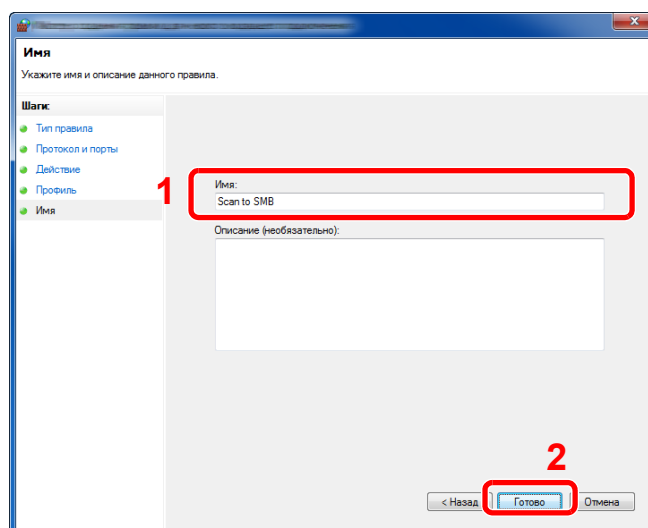 Имя
Укажите имя и описание данного правила.
Шаги:
Тип правила
Протокол и порты
Действие
Профиль
Имя
1
Имя:
Scan to SMB
Описание (необязательно):
2
< Назад
Готово
Отмена